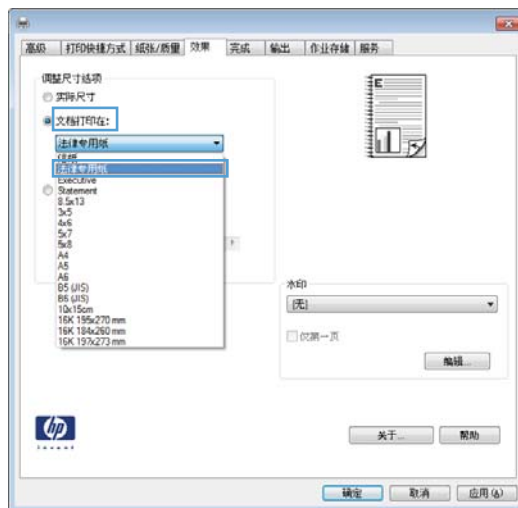 高级 打印快捷方式 纸张/质量 效果 完成 输出 作业存储 服务
调整尺寸选项
实际尺寸
文档打印在:
法律专用纸
法律专用纸
Executive
Statement
8.5x13
3x5
4x6
5x7
5x8
A4
A5
A6
B5 (JIS)
B6 (JIS)
10x15cm
16K 195x270 mm
16K 184x260 mm
16K 197x273 mm
E
水印
[无]
仅第一页
编辑...
hp
invent
关于...
帮助
确定 取消 应用(A)